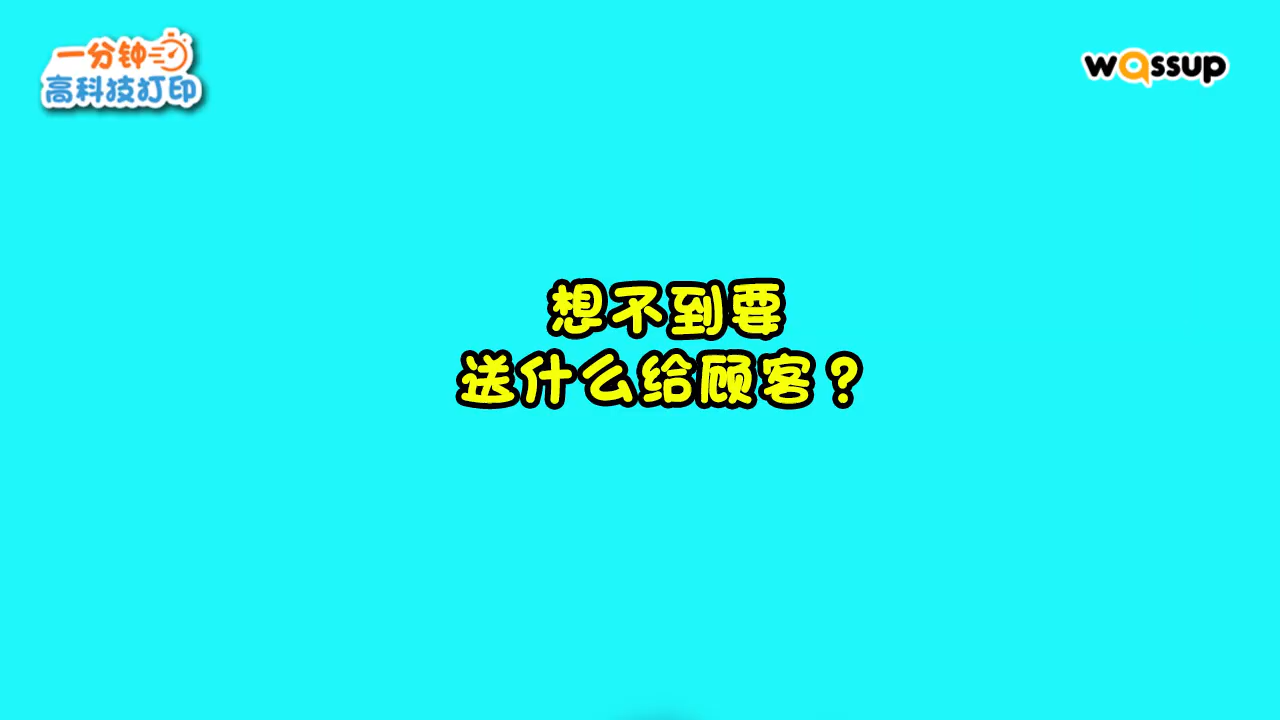 一分钟
高科技打印
wassup
想不到要
送什么给顾客？